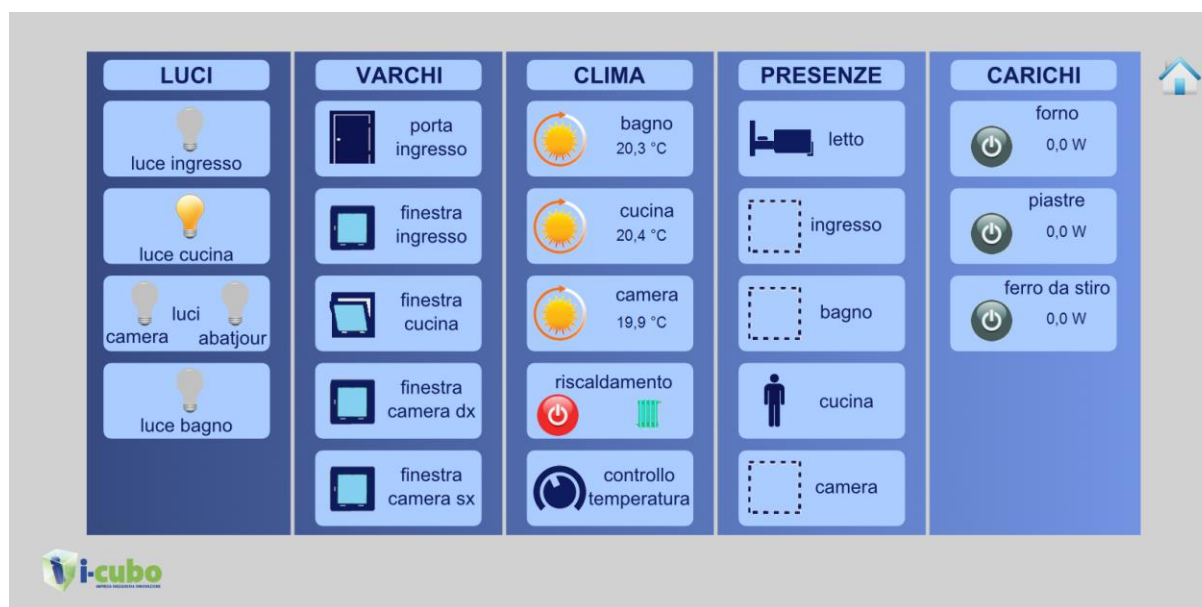 LUCI
luce ingresso
luce cucina
luci
camera abatjour
luce bagno
VARCHI
porta
ingresso
finestra
ingresso
finestra
cucina
finestra
camera dx
finestra
camera sx
CLIMA
bagno
20,3 °C
cucina
20,4 °C
camera
19,9 °C
riscaldamento
controllo
temperatura
PRESENZE
letto
ingresso
bagno
cucina
camera
CARICHI
forno
0,0 W
piastre
0,0 W
ferro da stiro
0,0 W
i-cubo